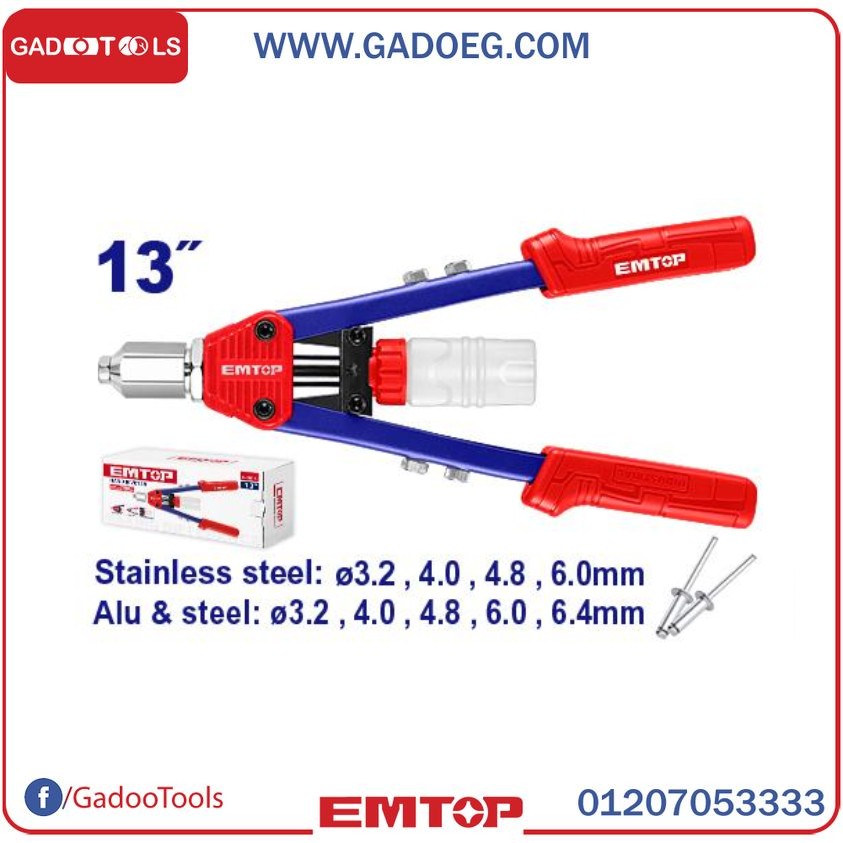 GADOOTOOLS
WWW.GADOEG.COM
13″
EMTOP
EMTOP
EMTOP
13"
EMTOP
Stainless steel: ø3.2 , 4.0 , 4.8 , 6.0mm
Alu & steel: ø3.2 , 4.0 , 4.8 , 6.0 , 6.4mm
f/GadooTools
EMTOP
01207053333